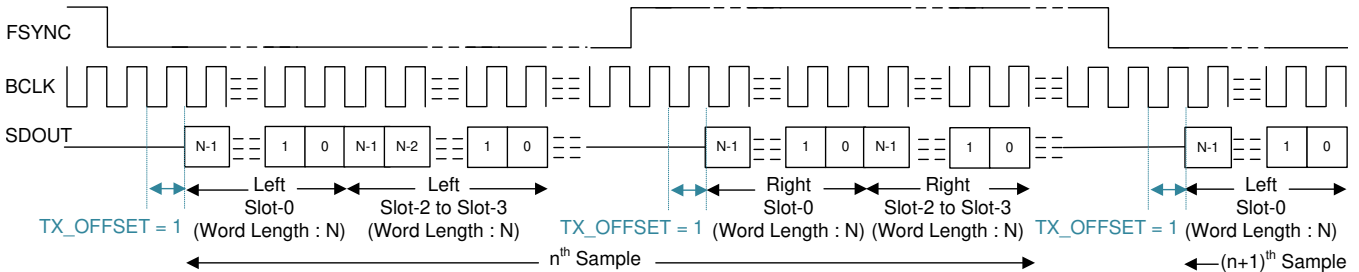 FSYNC
BCLK
SDOUT
N-1 1 0 N-1 N-2 1 0 N-1 1 0 N-1 1 0 N-1 1 0
Left Left Right Right Left
Slot-0 Slot-2 to Slot-3 Slot-0 Slot-2 to Slot-3 Slot-0
TX_OFFSET = 1 (Word Length : N) (Word Length : N) TX_OFFSET = 1 (Word Length : N) (Word Length : N) TX_OFFSET = 1 (Word Length : N)
nth Sample (n+1)th Sample